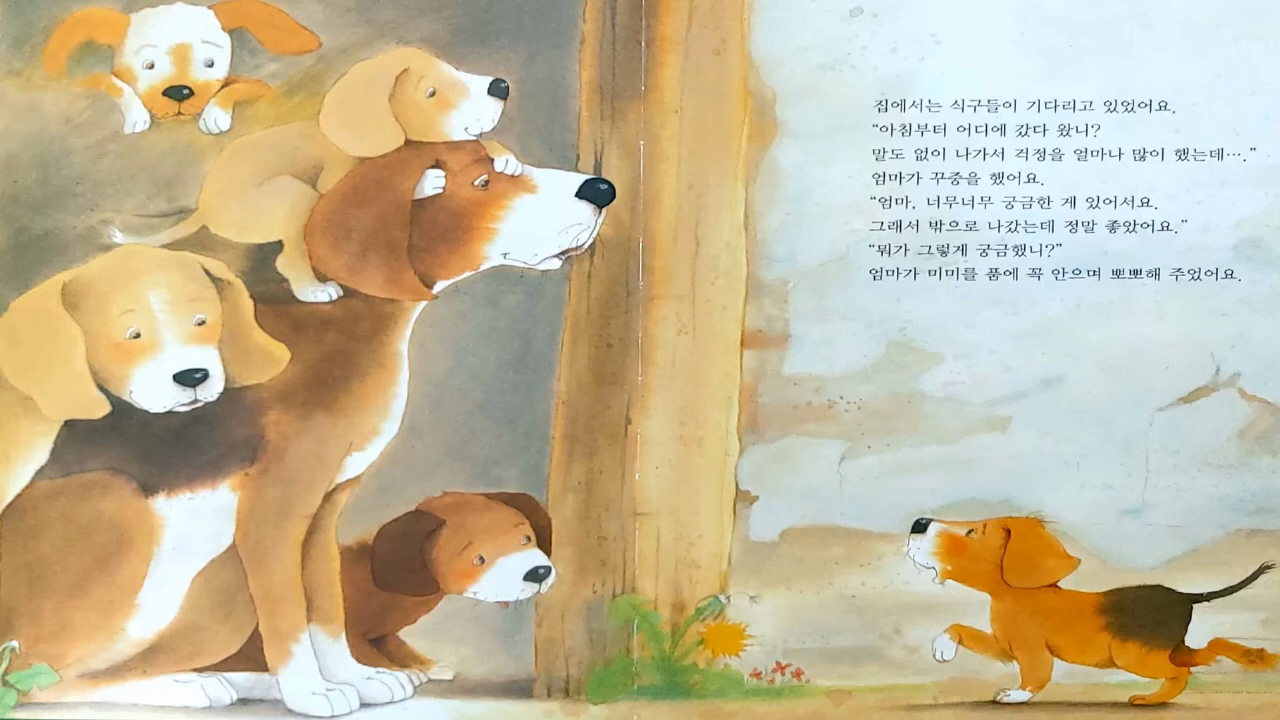 집에서는 식구들이 기다리고 있었어요.
“아침부터 어디에 갔다 왔니?
말도 없이 나가서 걱정을 얼마나 많이 했는데….”
엄마가 꾸중을 했어요.
“엄마, 너무너무 궁금한 게 있어서요.
그래서 밖으로 나갔는데 정말 좋았어요.”
“뭐가 그렇게 궁금했니?”
엄마가 미미를 품에 꼭 안으며 뽀뽀해 주었어요.